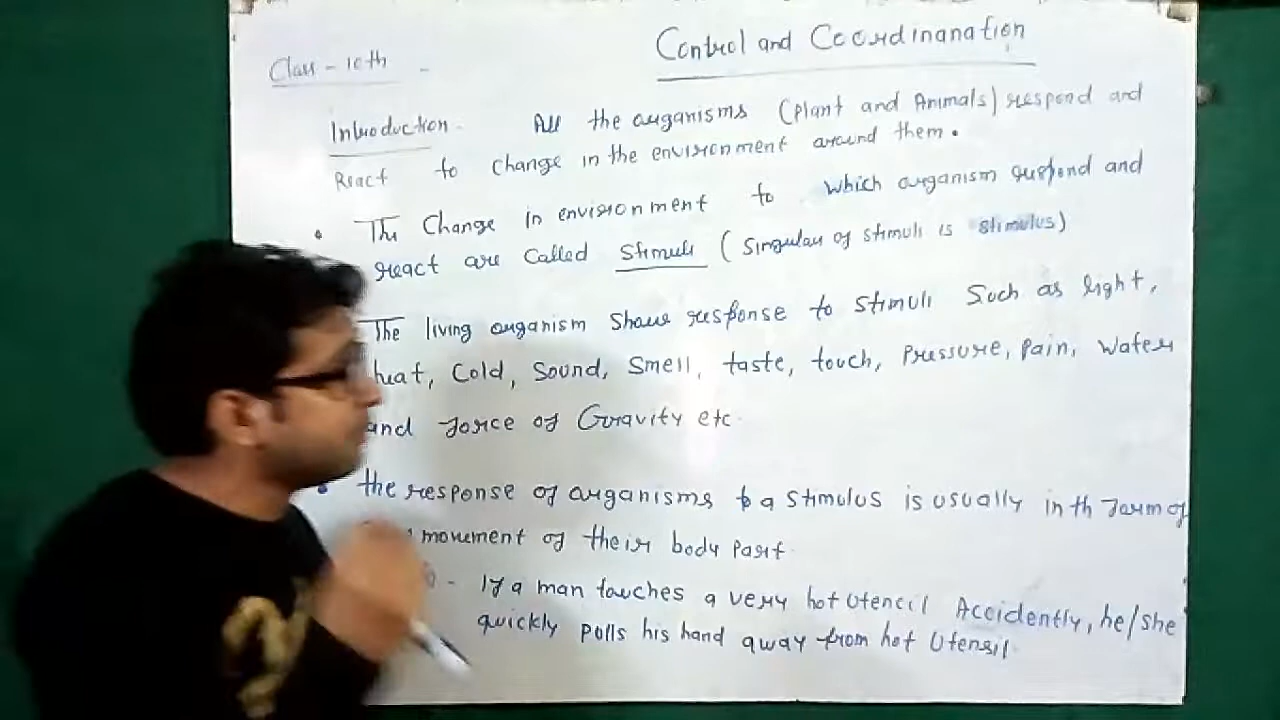 Control and Coordinanation
Class - 10th
Introduction. All the organisms (Plant and Animals) respond and
React to change in the environment around them.
• The Change in environment to which organism respond and
react are Called Stimuli (Singular of stimuli is stimulus)
The living organism show response to stimuli Such as light,
heat, Cold, Sound, Smell, taste, touch, Pressure, Pain, Water
and force of Gravity etc.
• the response of organisms to a stimulus is usually in th form of
movement of their body Part.
- If a man touches a very hot Utencil Accidently, he/she
quickly pulls his hand away from hot Utensil.